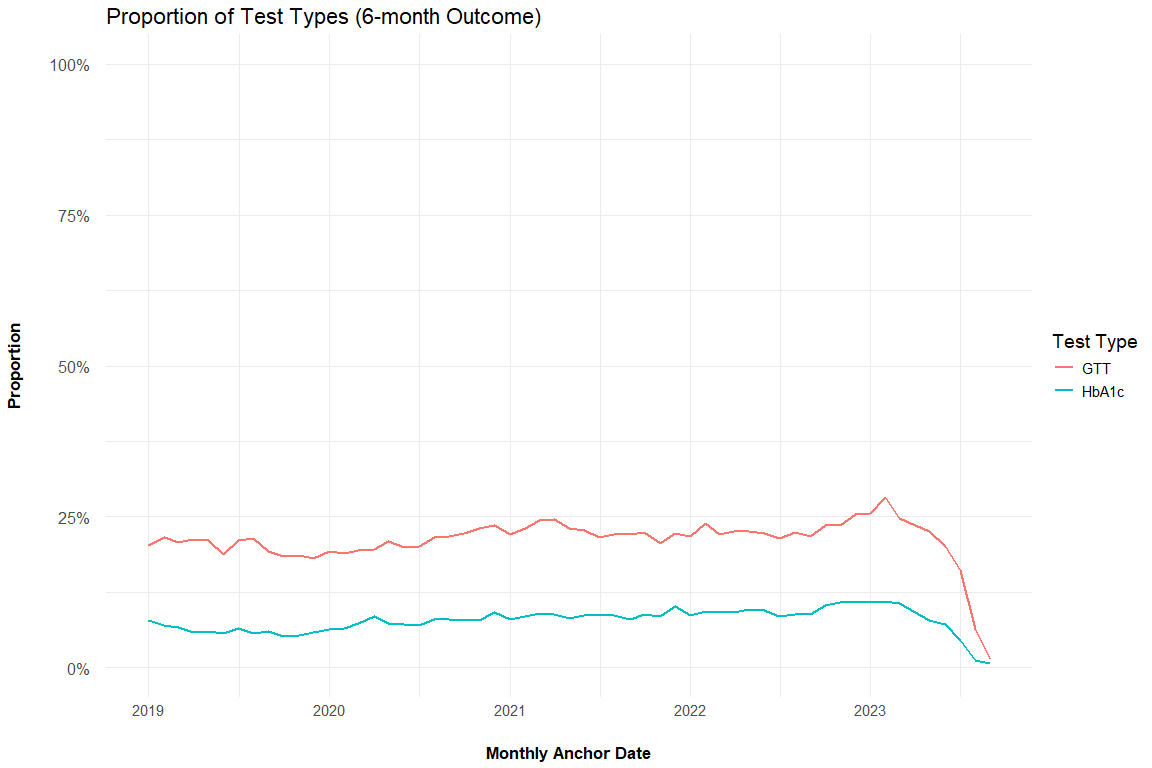 Proportion of Test Types (6-month Outcome)
100%
75%
50%
25%
0%
Proportion
2019 2020 2021 2022 2023
Monthly Anchor Date
Test Type
GTT
HbA1c